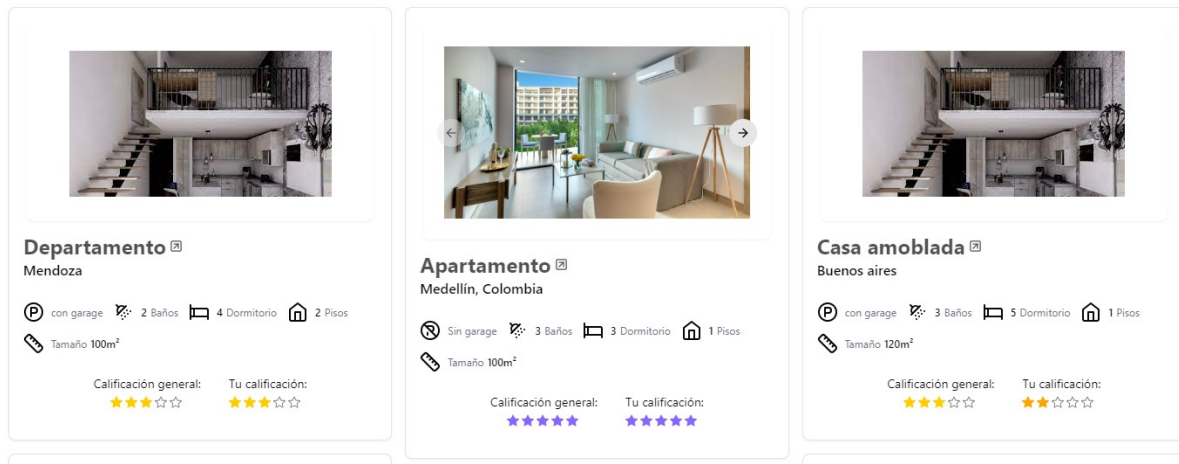 Departamento
Mendoza
P con garage 2 Baños 4 Dormitorio 2 Pisos
Tamaño 100m²
Calificación general: Tu calificación:
Apartamento
Medellín, Colombia
Sin garage 3 Baños 3 Dormitorio 1 Pisos
Tamaño 100m²
Calificación general: Tu calificación:
Casa amoblada
Buenos aires
P con garage 3 Baños 5 Dormitorio 1 Pisos
Tamaño 120m²
Calificación general: Tu calificación: